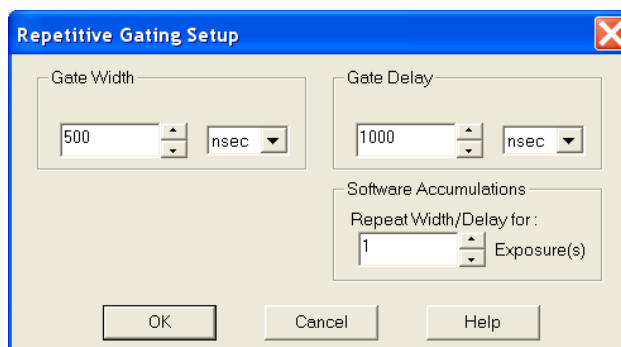 Repetitive Gating Setup
Gate Width
500 nsec
Gate Delay
1000 nsec
Software Accumulations
Repeat Width/Delay for :
1 Exposure(s)
OK Cancel Help